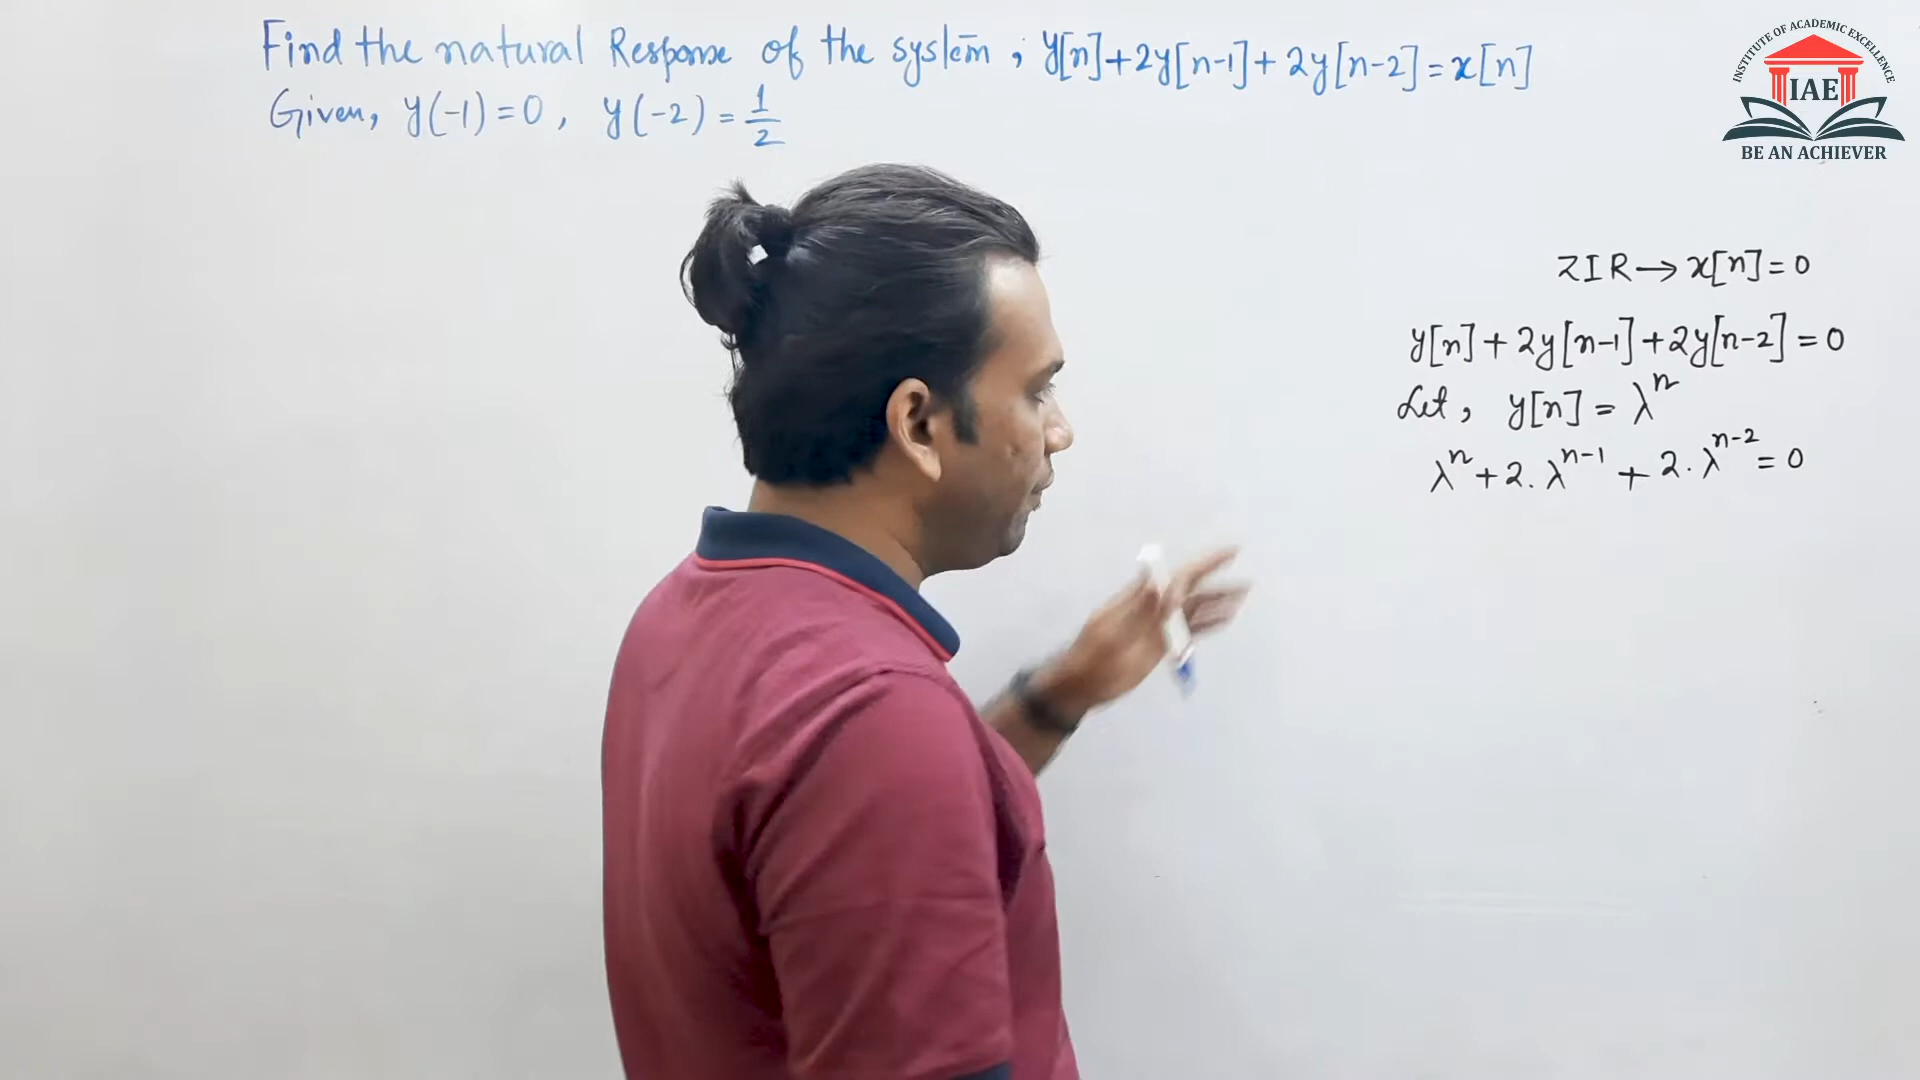 Find the natural Response of the system ; y[n]+2y[n-1]+2y[n-2]=x[n]
Given, y(-1)=0, y(-2)=1/2
INSTITUTE OF ACADEMIC EXCELLENCE
IAE
BE AN ACHIEVER
ZIR→x[n]=0
y[n]+2y[n-1]+2y[n-2]=0
Let, y[n]=λ^n
λ^n+2.λ^{n-1}+2.λ^{n-2}=0